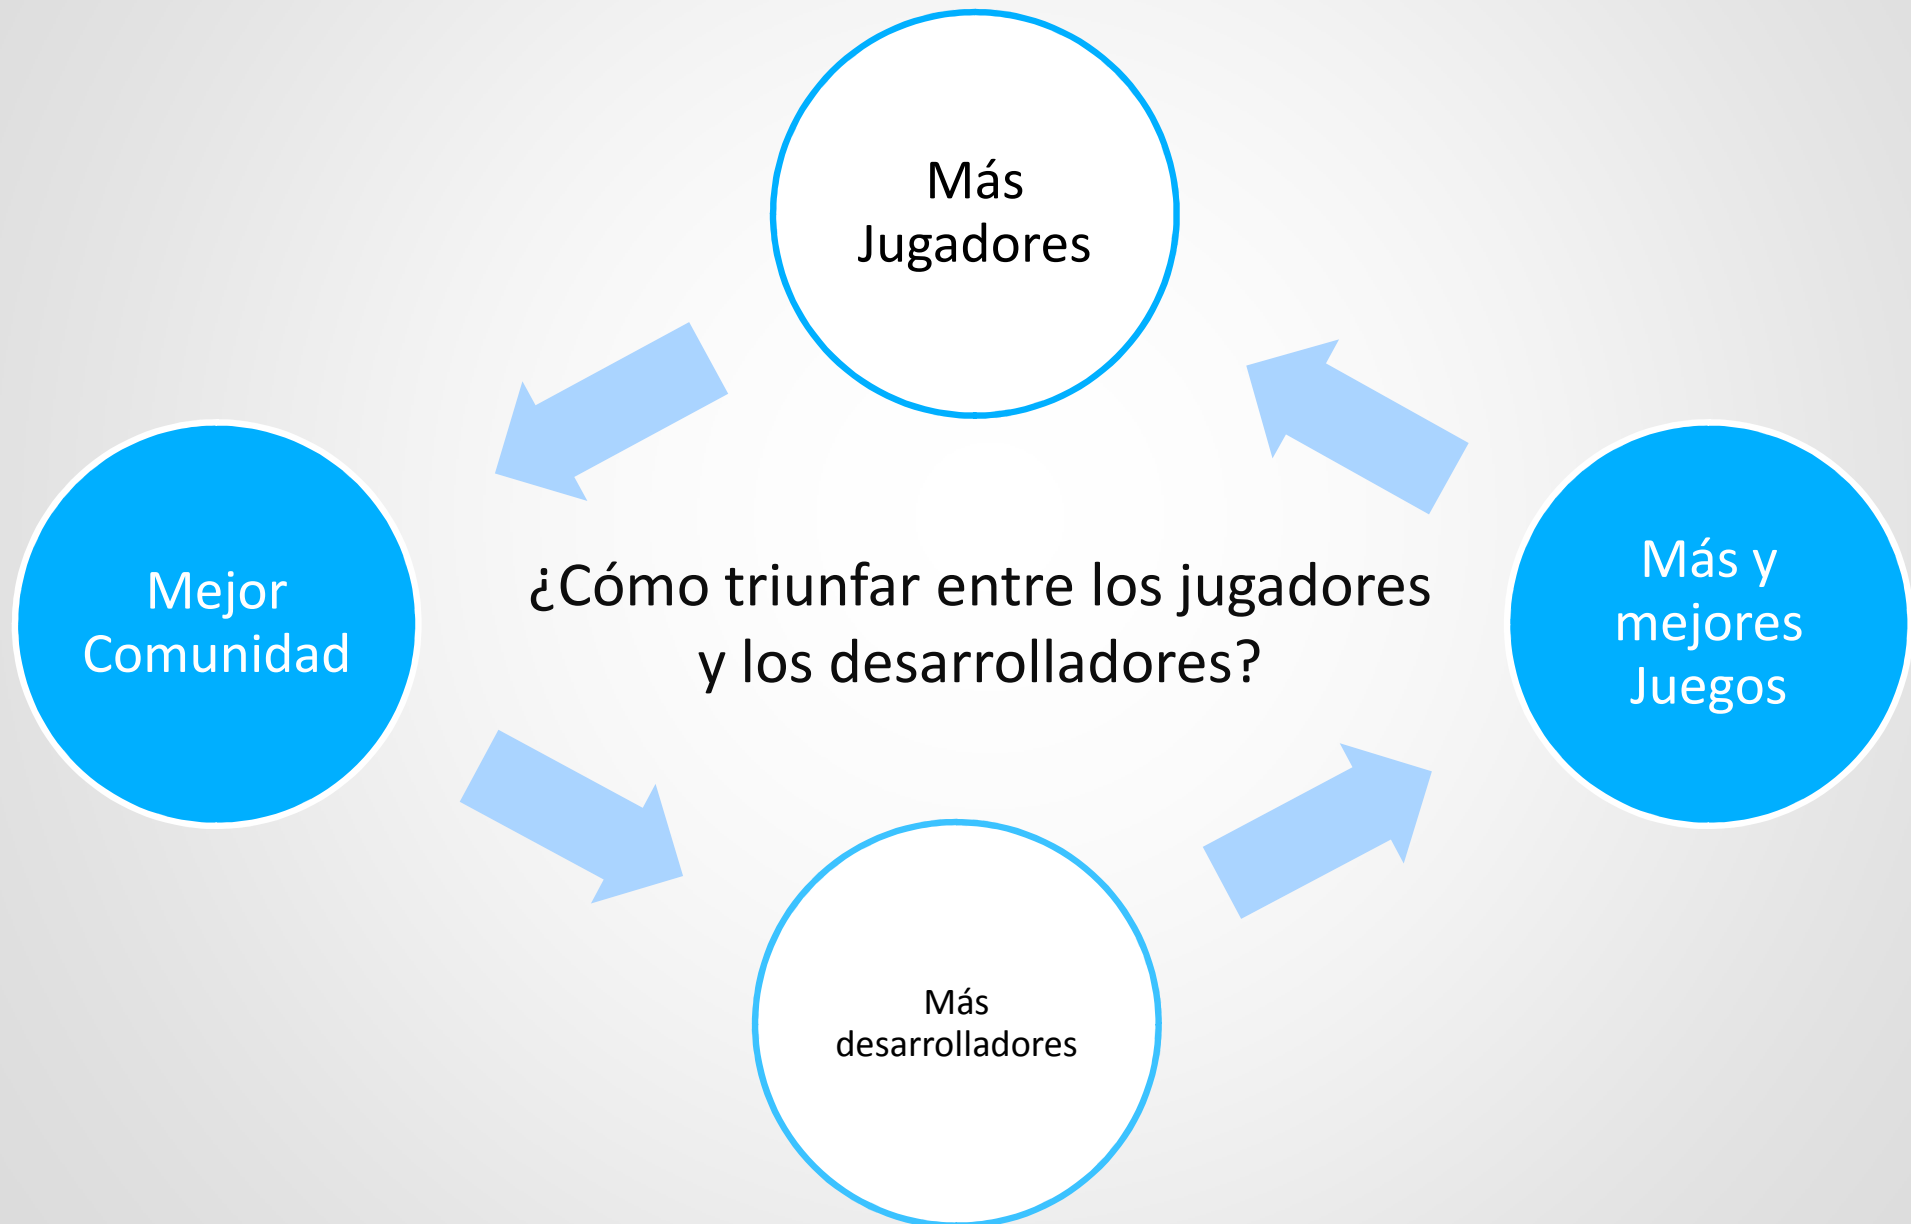 Más
Jugadores
Mejor
Comunidad
¿Cómo triunfar entre los jugadores
y los desarrolladores?
Más y
mejores
Juegos
Más
desarrolladores